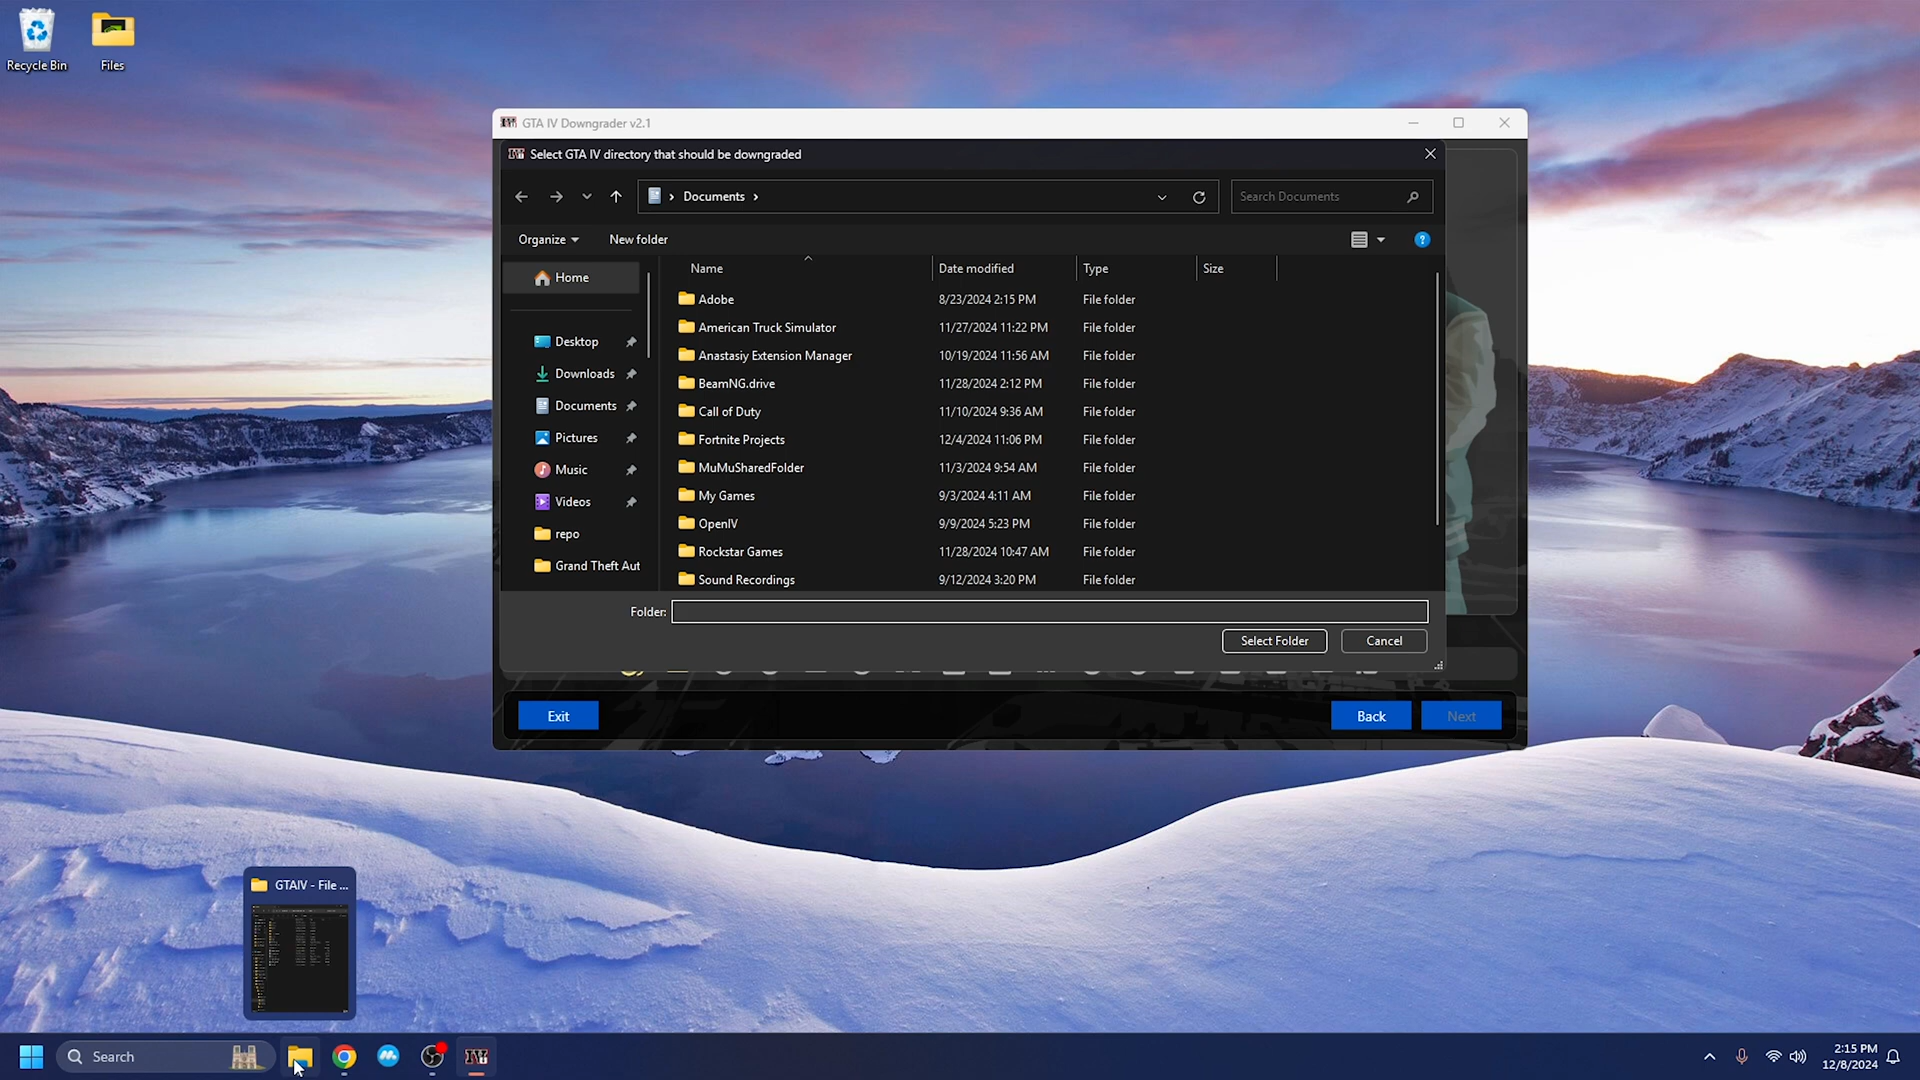 Recycle Bin
Files
GTA IV Downgrader v2.1
Select GTA IV directory that should be downgraded
Documents
Search Documents
Organize
New folder
Name
Date modified
Type
Size
Home
Desktop
Downloads
Documents
Pictures
Music
Videos
repo
Grand Theft Aut
Adobe 8/23/2024 2:15 PM File folder
American Truck Simulator 11/27/2024 11:22 PM File folder
Anastasiy Extension Manager 10/19/2024 11:56 AM File folder
BeamNG.drive 11/28/2024 2:12 PM File folder
Call of Duty 11/10/2024 9:36 AM File folder
Fortnite Projects 12/4/2024 11:06 PM File folder
MuMuSharedFolder 11/3/2024 9:54 AM File folder
My Games 9/3/2024 4:11 AM File folder
OpenIV 9/9/2024 5:23 PM File folder
Rockstar Games 11/28/2024 10:47 AM File folder
Sound Recordings 9/12/2024 3:20 PM File folder
Folder:
Select Folder
Cancel
Exit
Back
Next
GTAIV - File ...
Search
2:15 PM
12/8/2024